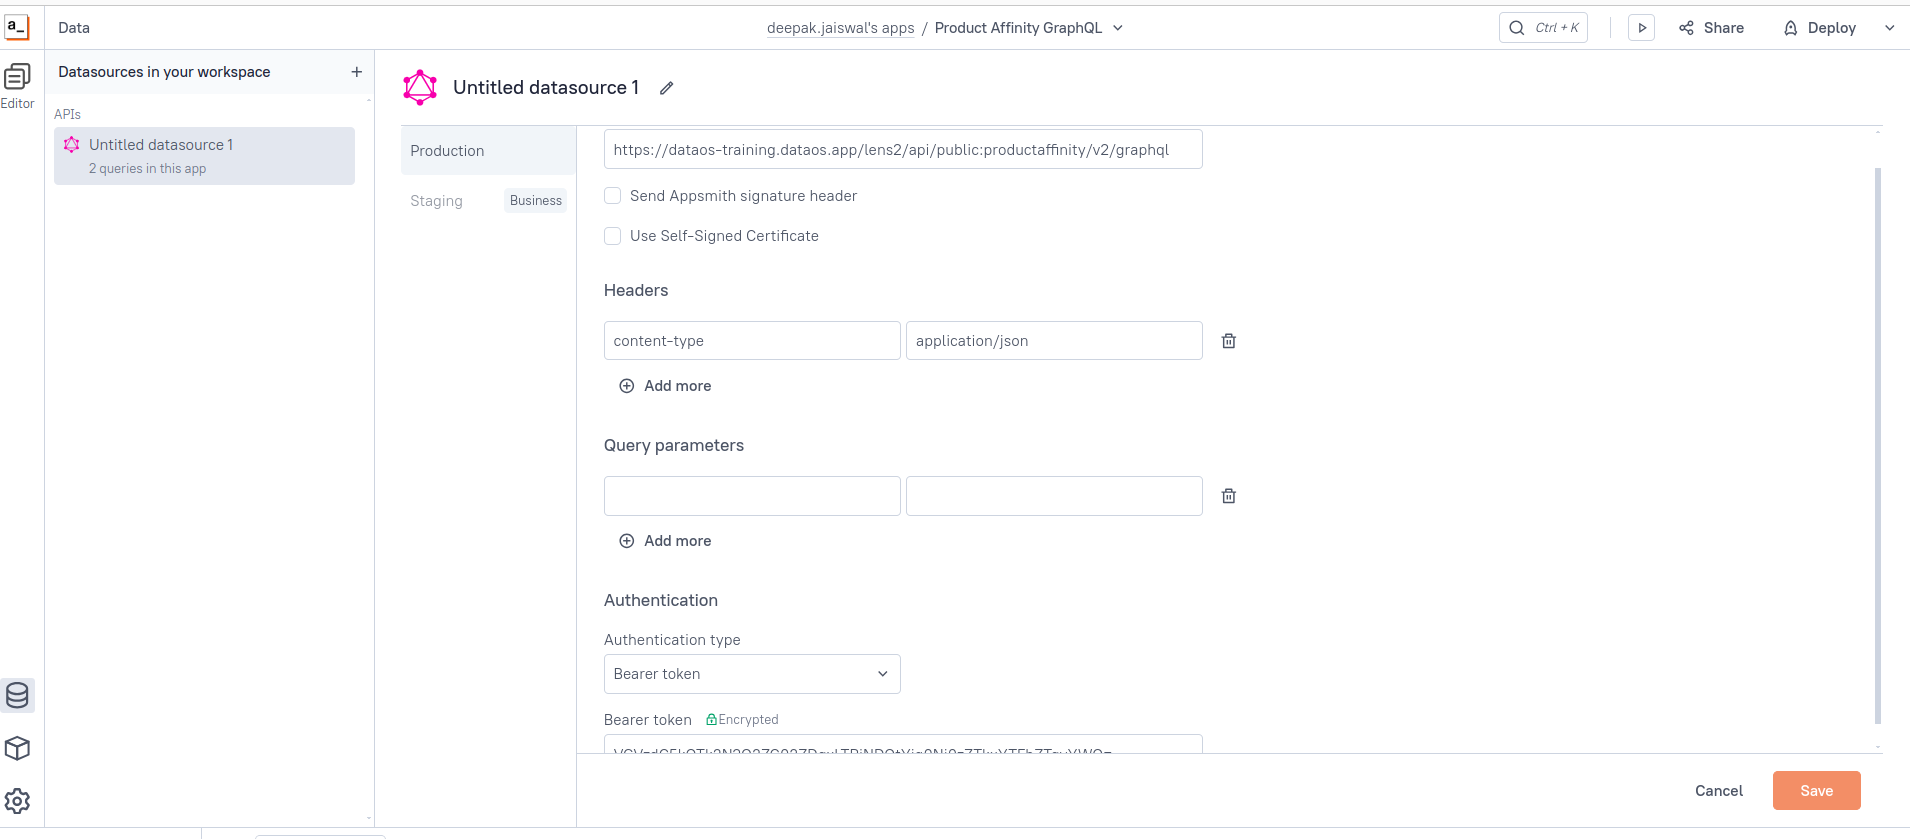 a_
Data
deepak.jaiswal's apps / Product Affinity GraphQL
Ctrl + K
Share
Deploy
Datasources in your workspace
Editor
APIs
Untitled datasource 1
2 queries in this app
Untitled datasource 1
Production
Staging
Business
https://dataos-training.dataos.app/lens2/api/public:productaffinity/v2/graphql
Send Appsmith signature header
Use Self-Signed Certificate
Headers
content-type
application/json
Add more
Query parameters
Add more
Authentication
Authentication type
Bearer token
Bearer token
Encrypted
Cancel
Save